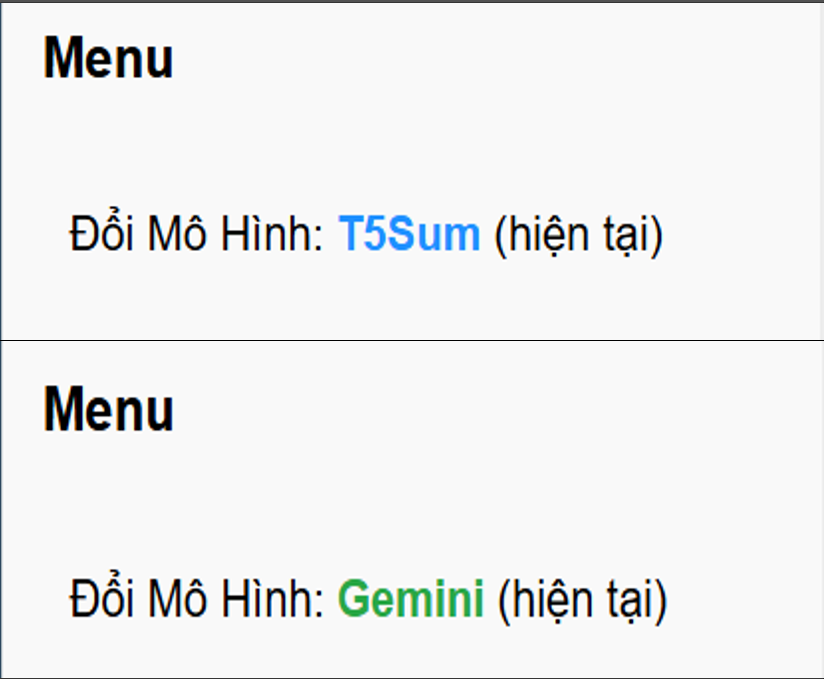 Menu
Đổi Mô Hình: T5Sum (hiện tại)
Menu
Đổi Mô Hình: Gemini (hiện tại)